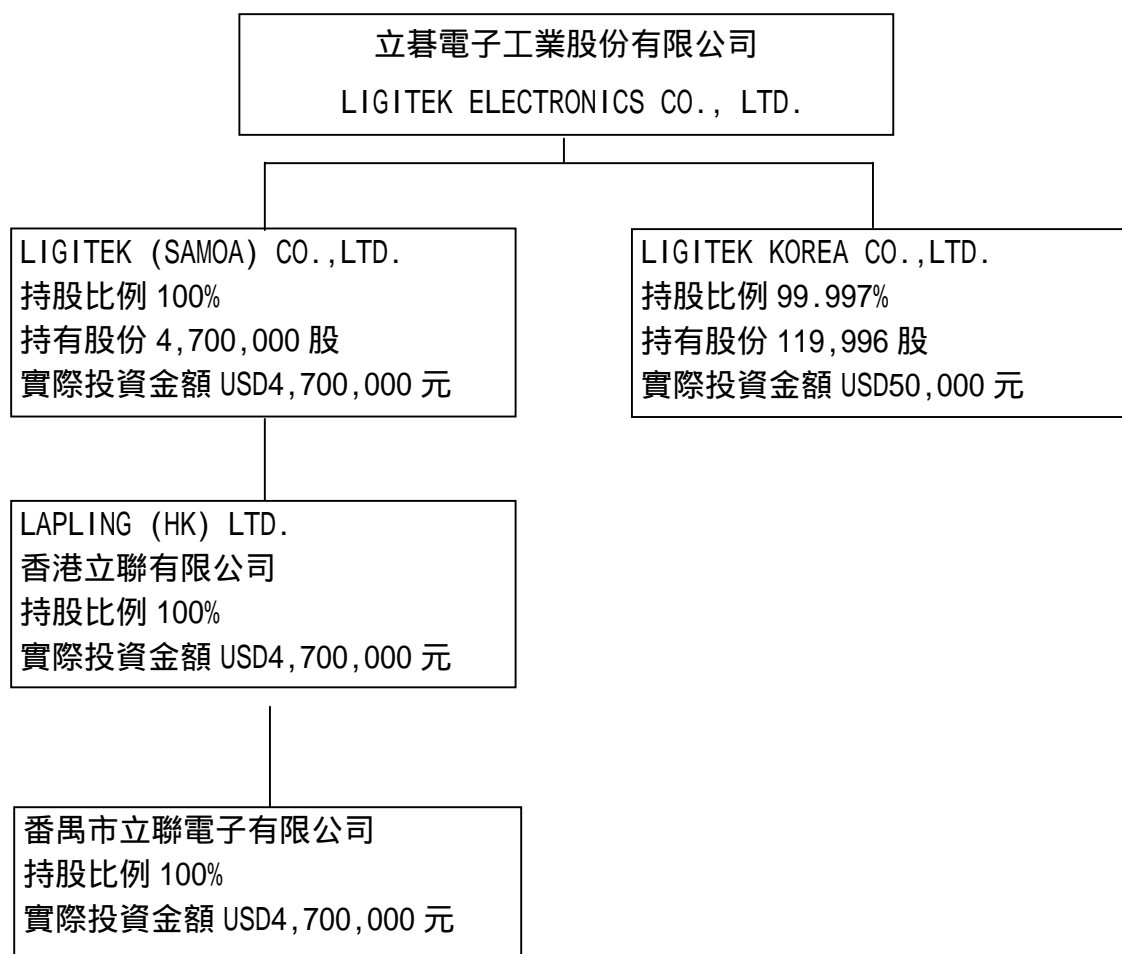 立碁電子工業股份有限公司
LIGITEK ELECTRONICS CO., LTD.
LIGITEK (SAMOA) CO.,LTD.
持股比例 100%
持有股份 4,700,000 股
實際投資金額 USD4,700,000 元
LIGITEK KOREA CO.,LTD.
持股比例 99.997%
持有股份 119,996 股
實際投資金額 USD50,000 元
LAPLING (HK) LTD.
香港立聯有限公司
持股比例 100%
實際投資金額 USD4,700,000 元
番禺市立聯電子有限公司
持股比例 100%
實際投資金額 USD4,700,000 元